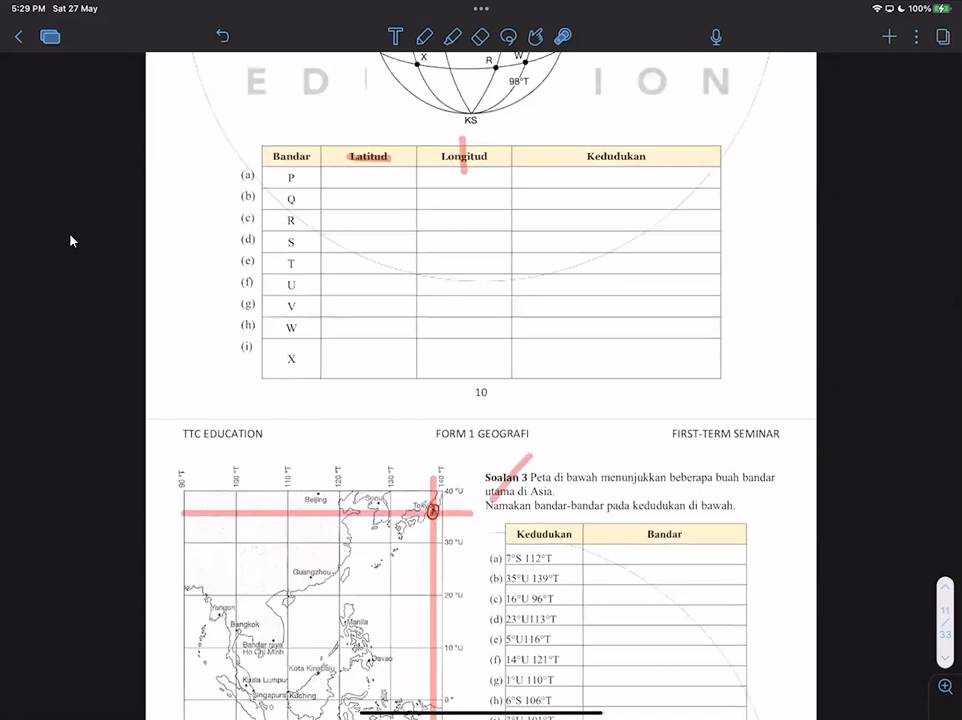 5:29 PM Sat 27 May
100%
EDUCATION
X
R
W
98°T
KS
Bandar Latitud Longitud Kedudukan
(a) P
(b) Q
(c) R
(d) S
(e) T
(f) U
(g) V
(h) W
(i) X
10
TTC EDUCATION FORM 1 GEOGRAFI FIRST-TERM SEMINAR
90 °T 100 °T 110 °T 120 °T 130 °T 140 °T
40 °U
Beijing
Seoul
30 °U
Guangzhou
20 °U
Yangon
Bangkok
Manila
Bandar raya
Ho Chi Minh
10 °U
Davao
Kota Kinabalu
Kuala Lumpur
Singapura
Kuching
0 °
Soalan 3 Peta di bawah menunjukkan beberapa buah bandar
utama di Asia.
Namakan bandar-bandar pada kedudukan di bawah.
Kedudukan Bandar
(a) 7°S 112°T
(b) 35°U 139°T
(c) 16°U 96°T
(d) 23°U113°T
(e) 5°U116°T
(f) 14°U 121°T
(g) 1°U 110°T
(h) 6°S 106°T
11
/
33